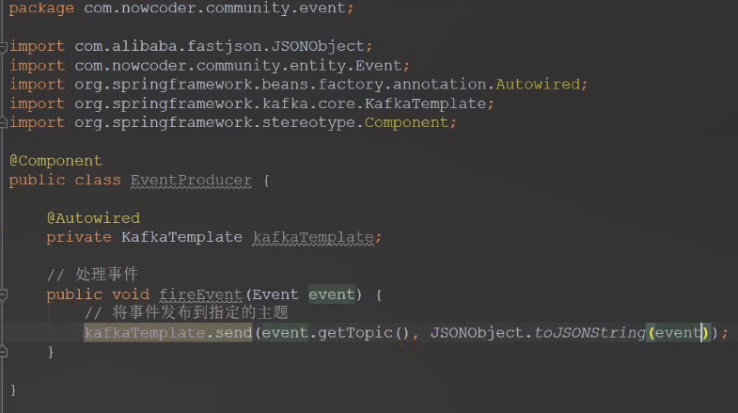 package com.nowcoder.community.event;
import com.alibaba.fastjson.JSONObject;
import com.nowcoder.community.entity.Event;
import org.springframework.beans.factory.annotation.Autowired;
import org.springframework.kafka.core.KafkaTemplate;
import org.springframework.stereotype.Component;
@Component
public class EventProducer {
@Autowired
private KafkaTemplate kafkaTemplate;
// 处理事件
public void fireEvent(Event event) {
// 将事件发布到指定的主题
kafkaTemplate.send(event.getTopic(), JSONObject.toJSONString(event));
}
}